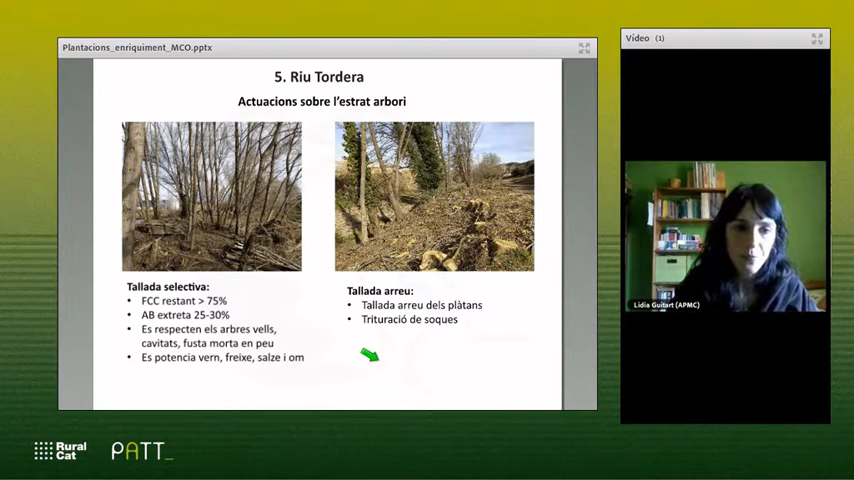 Plantacions_enriquiment_MCO.pptx
5. Riu Tordera
Actuacions sobre l'estrat arbori
Tallada selectiva:
• FCC restant > 75%
• AB extreta 25-30%
• Es respecten els arbres vells,
cavitats, fusta morta en peu
• Es potencia vern, freixe, salze i om
Tallada arreu:
• Tallada arreu dels plàtans
• Trituració de soques
Vídeo (1)
Lidia Guitart (APMC)
Rural
Cat
PATT_